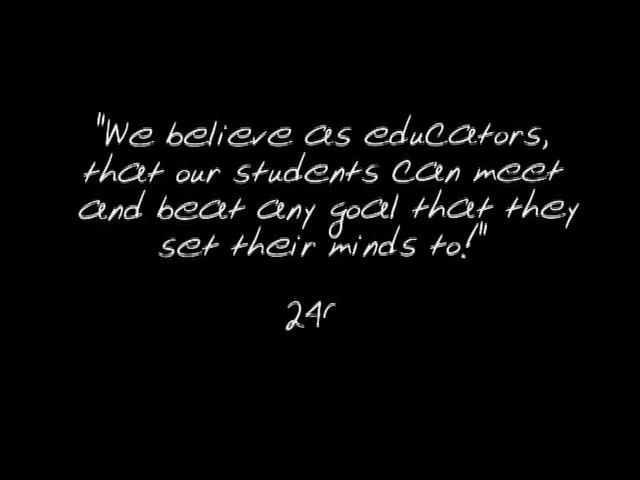 "We believe as educators,
that our students can meet
and beat any goal that they
set their minds to!"
24